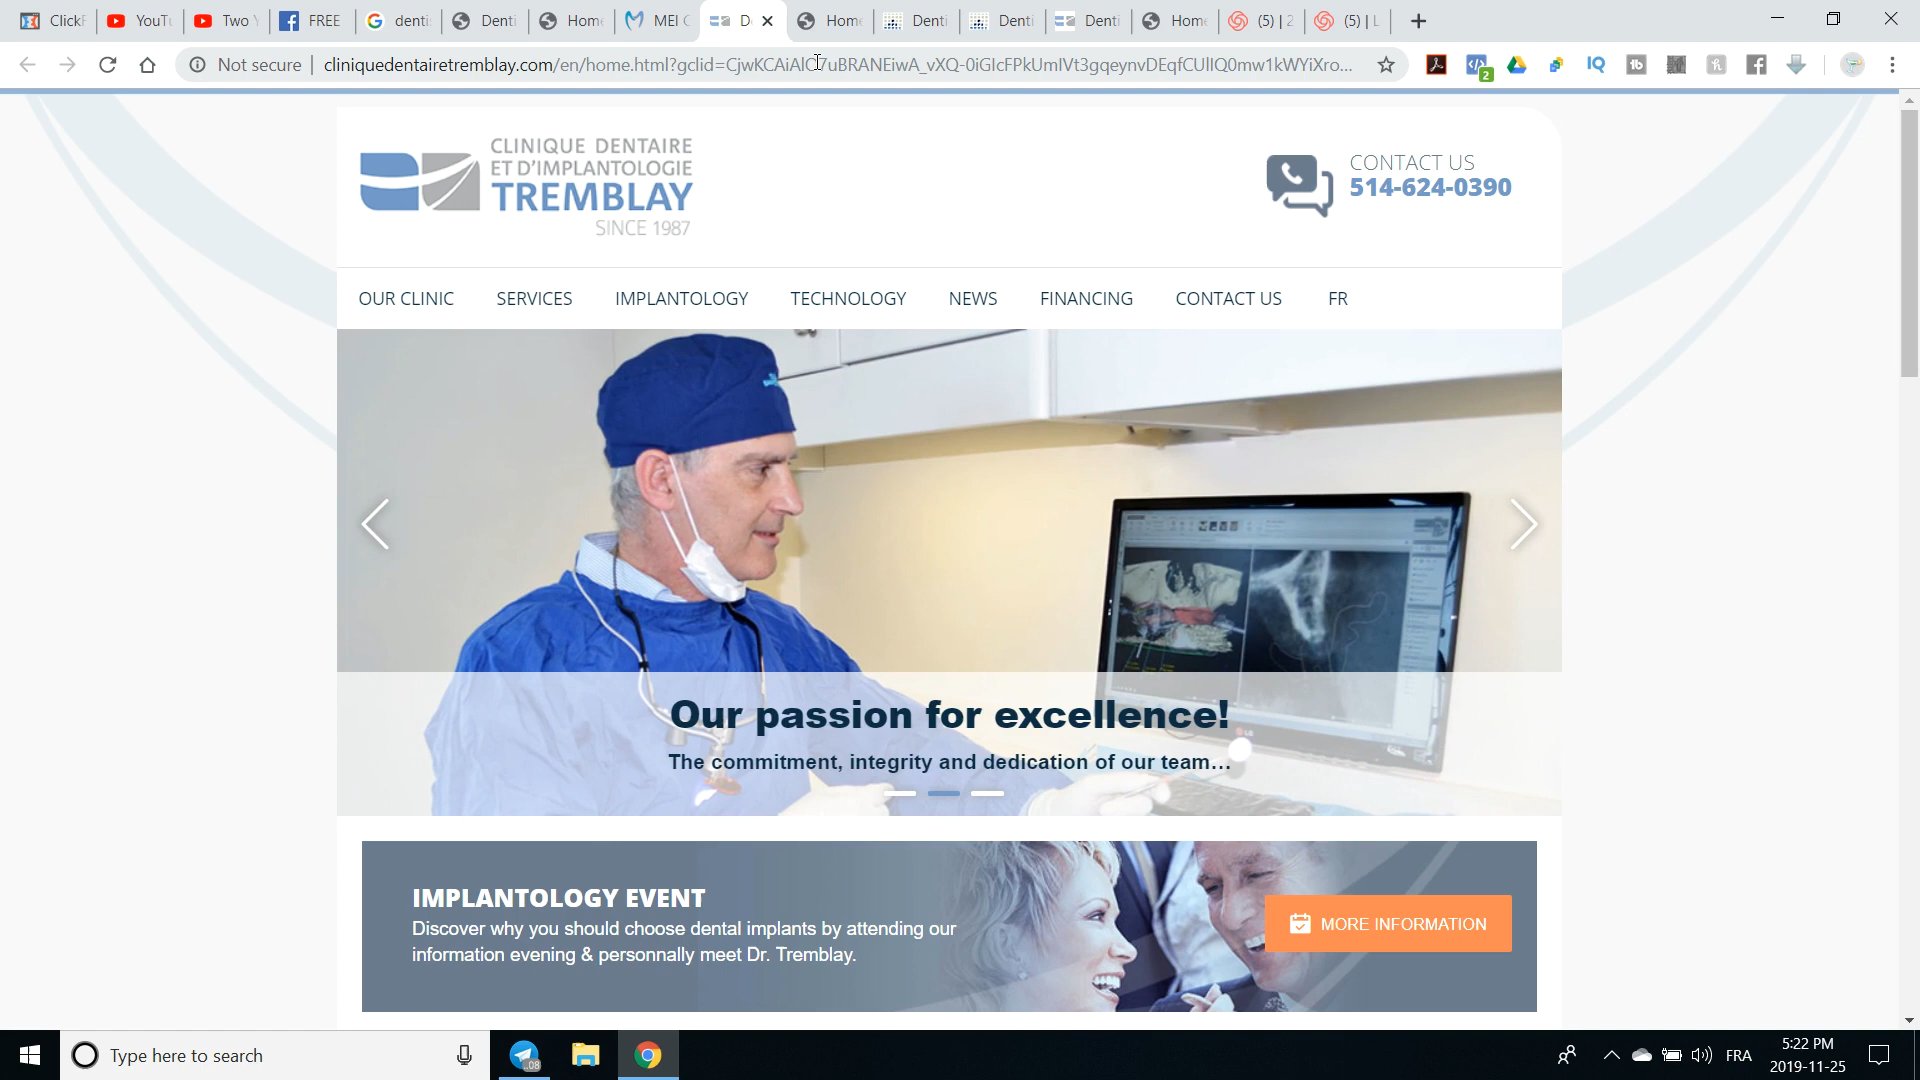 ClickF
YouTu
Two Y
FREE
denti
Denti
Home
MEI C
De
Home
Denti
Denti
Denti
Home
(5) | 2
(5) | L
Not secure
cliniquedentairetremblay.com/en/home.html?gclid=
2
CLINIQUE DENTAIRE
ET D'IMPLANTOLOGIE
TREMBLAY
SINCE 1987
CONTACT US
514-624-0390
OUR CLINIC SERVICES IMPLANTOLOGY TECHNOLOGY NEWS FINANCING CONTACT US FR
Our passion for excellence!
The commitment, integrity and dedication of our team...
IMPLANTOLOGY EVENT
Discover why you should choose dental implants by attending our
information evening & personnally meet Dr. Tremblay.
MORE INFORMATION
Type here to search
FRA
5:22 PM
2019-11-25